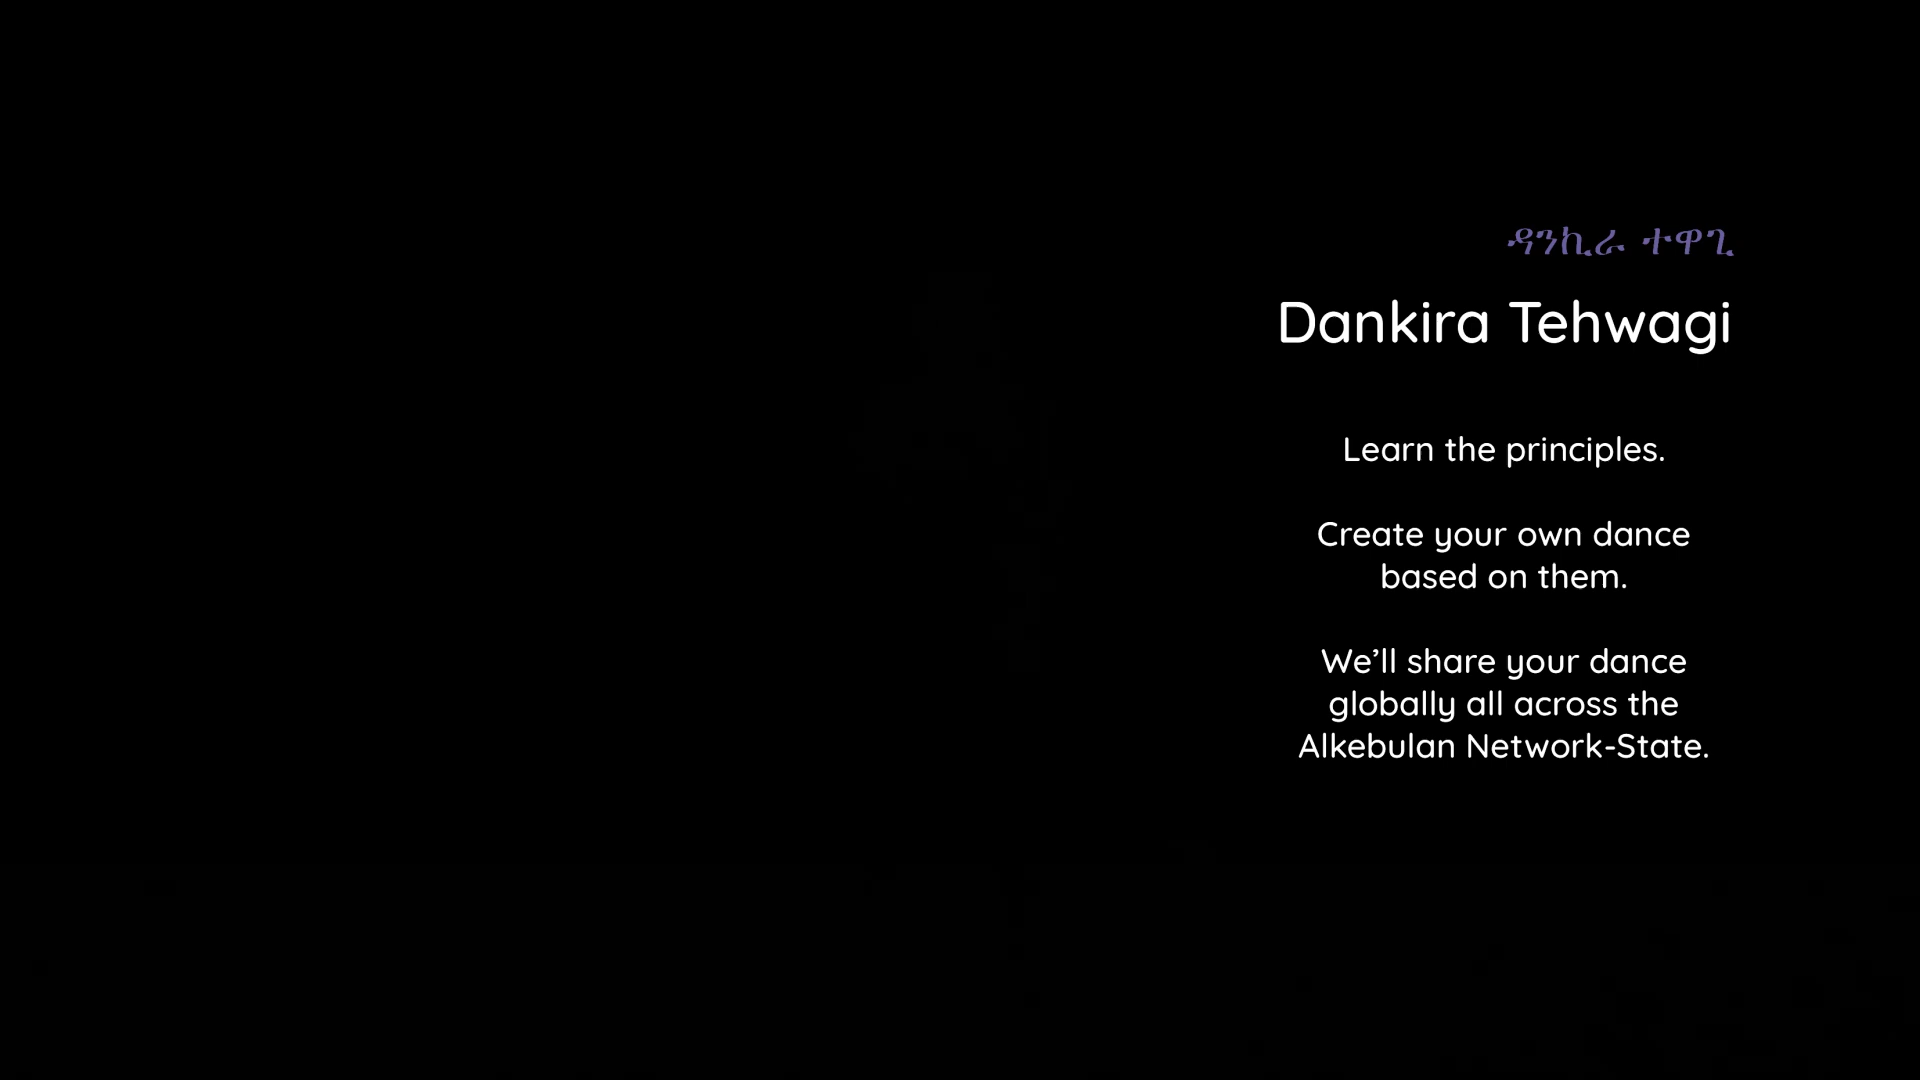 ዳንኪራ ተዋጊ
Dankira Tehwagi
Learn the principles.
Create your own dance
based on them.
We’ll share your dance
globally all across the
Alkebulan Network-State.